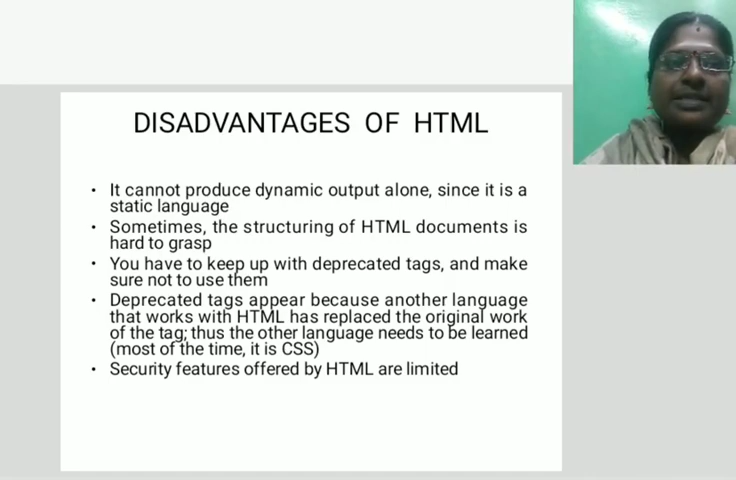 DISADVANTAGES OF HTML
• It cannot produce dynamic output alone, since it is a
static language
• Sometimes, the structuring of HTML documents is
hard to grasp
• You have to keep up with deprecated tags, and make
sure not to use them
• Deprecated tags appear because another language
that works with HTML has replaced the original work
of the tag; thus the other language needs to be learned
(most of the time, it is CSS)
• Security features offered by HTML are limited